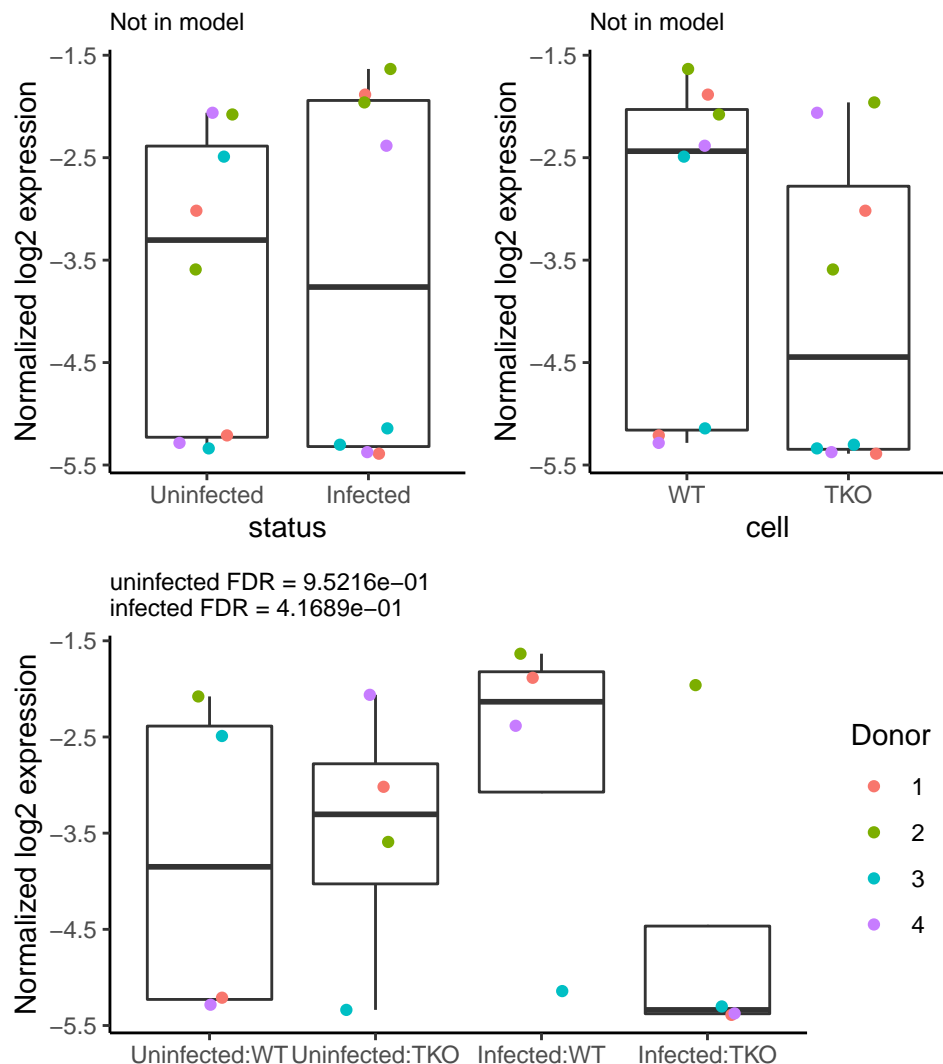 Not in model
Normalized log2 expression
−1.5
−2.5
−3.5
−4.5
−5.5
Uninfected
Infected
status
Not in model
Normalized log2 expression
−1.5
−2.5
−3.5
−4.5
−5.5
WT
TKO
cell
uninfected FDR = 9.5216e−01
infected FDR = 4.1689e−01
Normalized log2 expression
−1.5
−2.5
−3.5
−4.5
−5.5
Uninfected:WT
Uninfected:TKO
Infected:WT
Infected:TKO
Donor
1
2
3
4